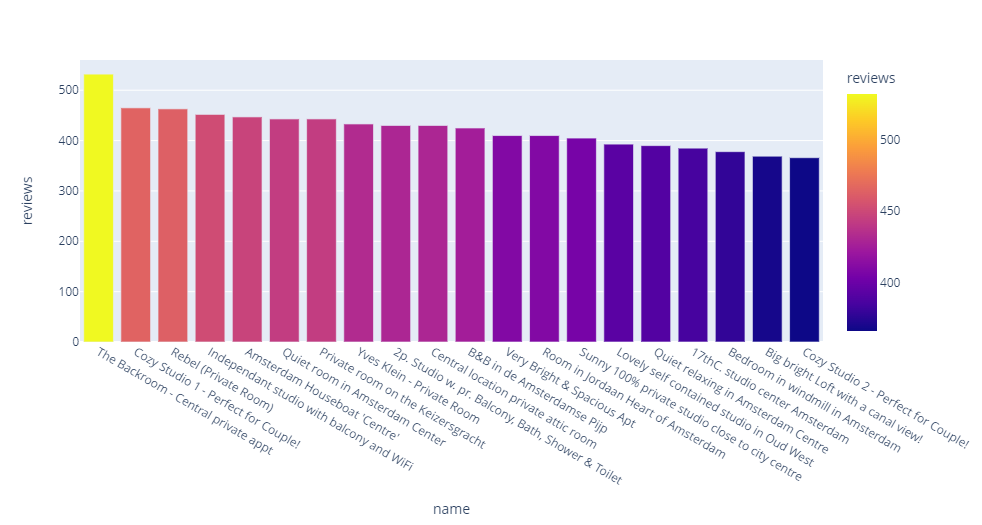 reviews
500
400
300
200
100
0
reviews
500
450
400
The Backroom - Central private appt
Cozy Studio 1 - Perfect for Couple!
Rebel (Private Room)
Independant studio with balcony and WiFi
Amsterdam Houseboat 'Centre'
Quiet room in Amsterdam Center
Private room on the Keizersgracht
Yves Klein - Private Room
2p. Studio w. pr. Balcony, Bath, Shower & Toilet
Central location private attic room
B&B in de Amsterdamse Pijp
Very Bright & Spacious Apt
Room in Jordaan Heart of Amsterdam
Sunny 100% private studio close to city centre
Lovely self contained studio in Oud West
Quiet relaxing in Amsterdam Centre
17thC. studio center Amsterdam
Bedroom in windmill in Amsterdam
Big bright Loft with a canal view!
Cozy Studio 2 - Perfect for Couple!
name